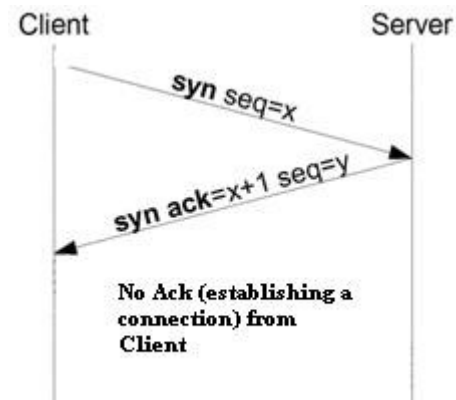 Client Server
syn seq=x
syn ack=x+1 seq=y
No Ack (establishing a
connection) from
Client